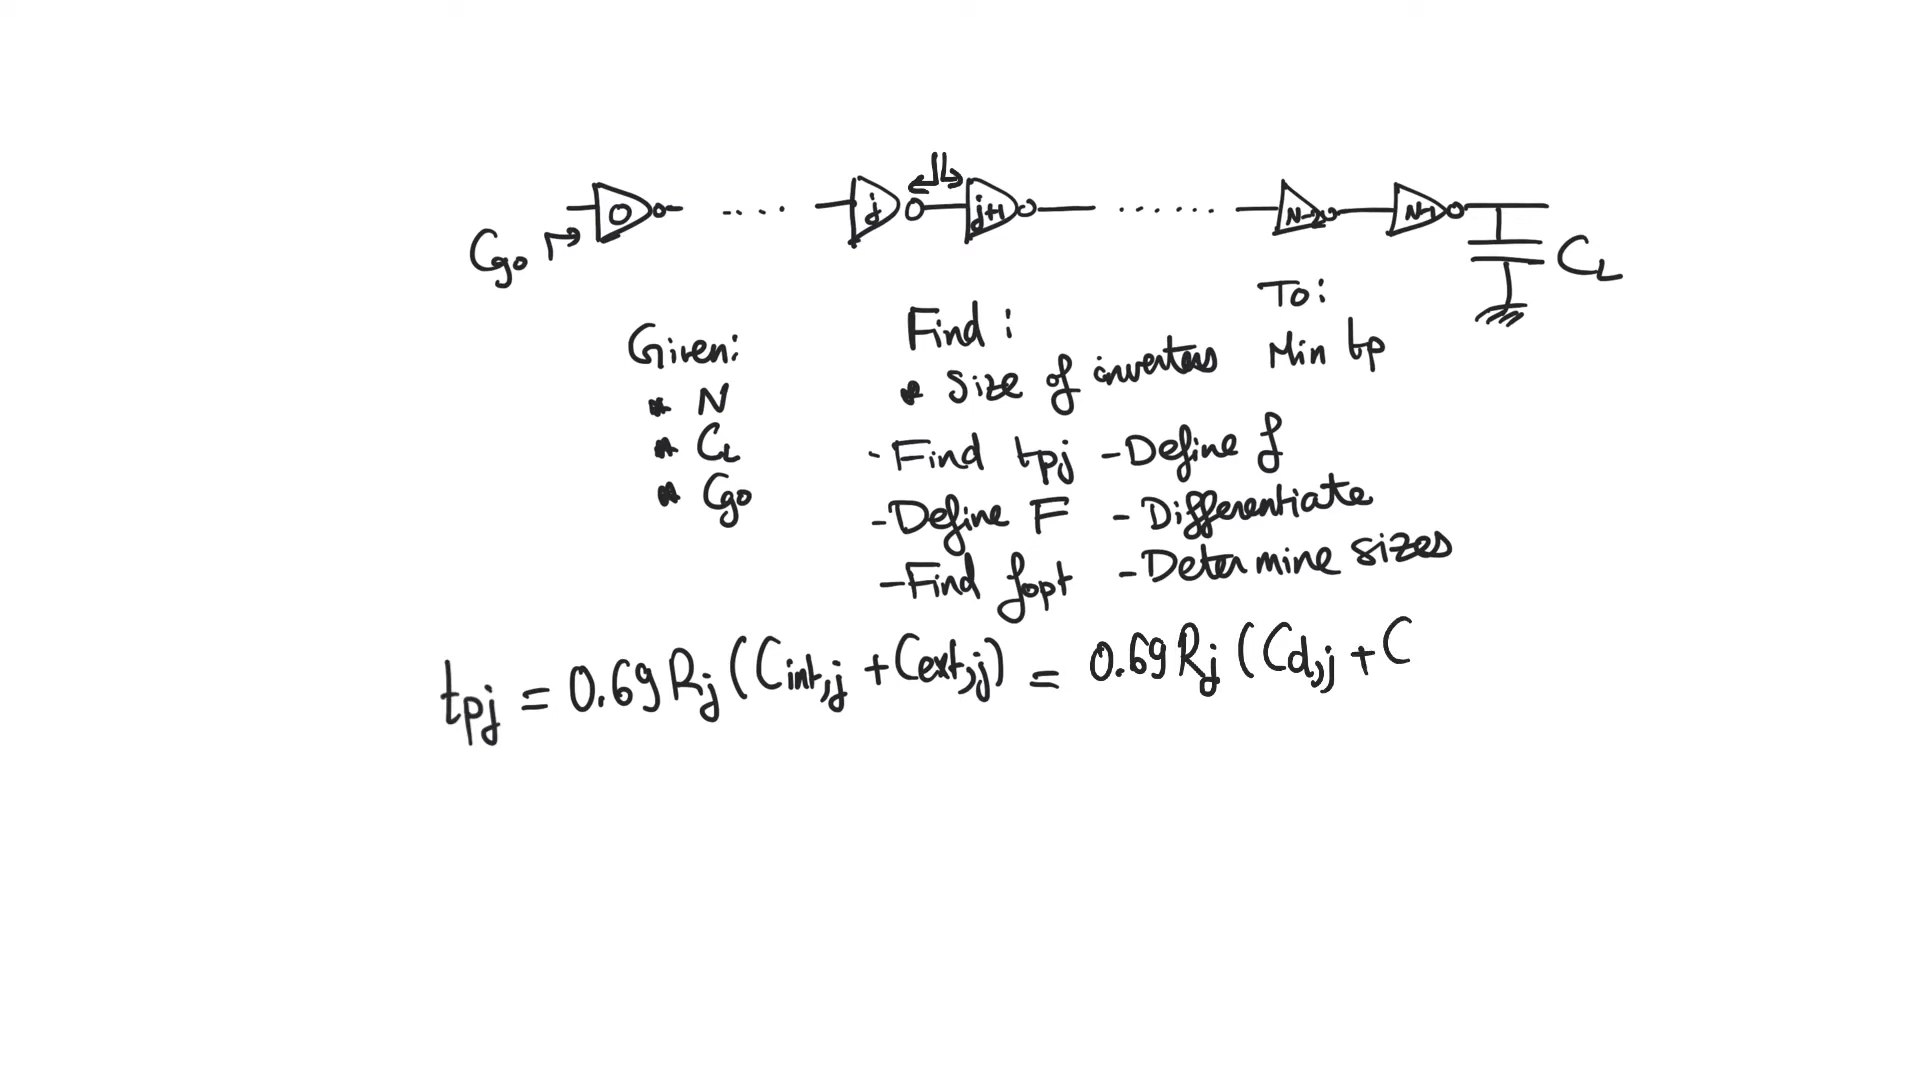 0 j j+1 N-2 N-1
Cg0 CL
Given: Find: To:
* N * Size of inverters Min tp
* CL - Find tpj - Define f
* Cg0 - Define F - Differentiate
- Find fopt - Determine sizes
tpj = 0.69 Rj (Cint,j + Cext,j) = 0.69 Rj (Cd,j + C